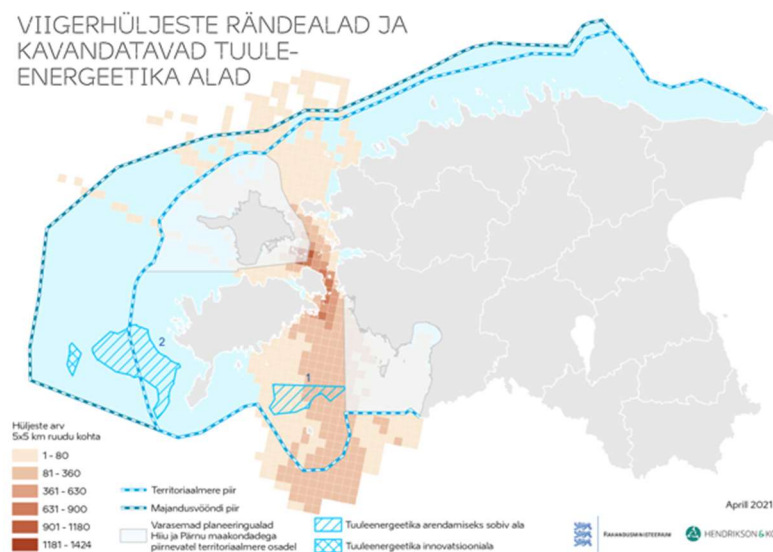 VIIGERHÜLJESTE RÄNDEALAD JA
KAVANDATAVAD TUULE-
ENERGEETIKA ALAD
2
1
Hüljeste arv
5x5 km ruudu kohta
1 - 80
81 - 360
361 - 630
631 - 900
901 - 1180
1181 - 1424
Territoriaalmere piir
Majandusvööndi piir
Varasemad planeeringualad
Hiiu ja Pärnu maakondadega
piirnevatel territoriaalmere osadel
Tuuleenergeetika arendamiseks sobiv ala
Tuuleenergeetika innovatsiooniala
Aprill 2021
RAHANDUSMINISTEERIUM
HENDRIKSON & K